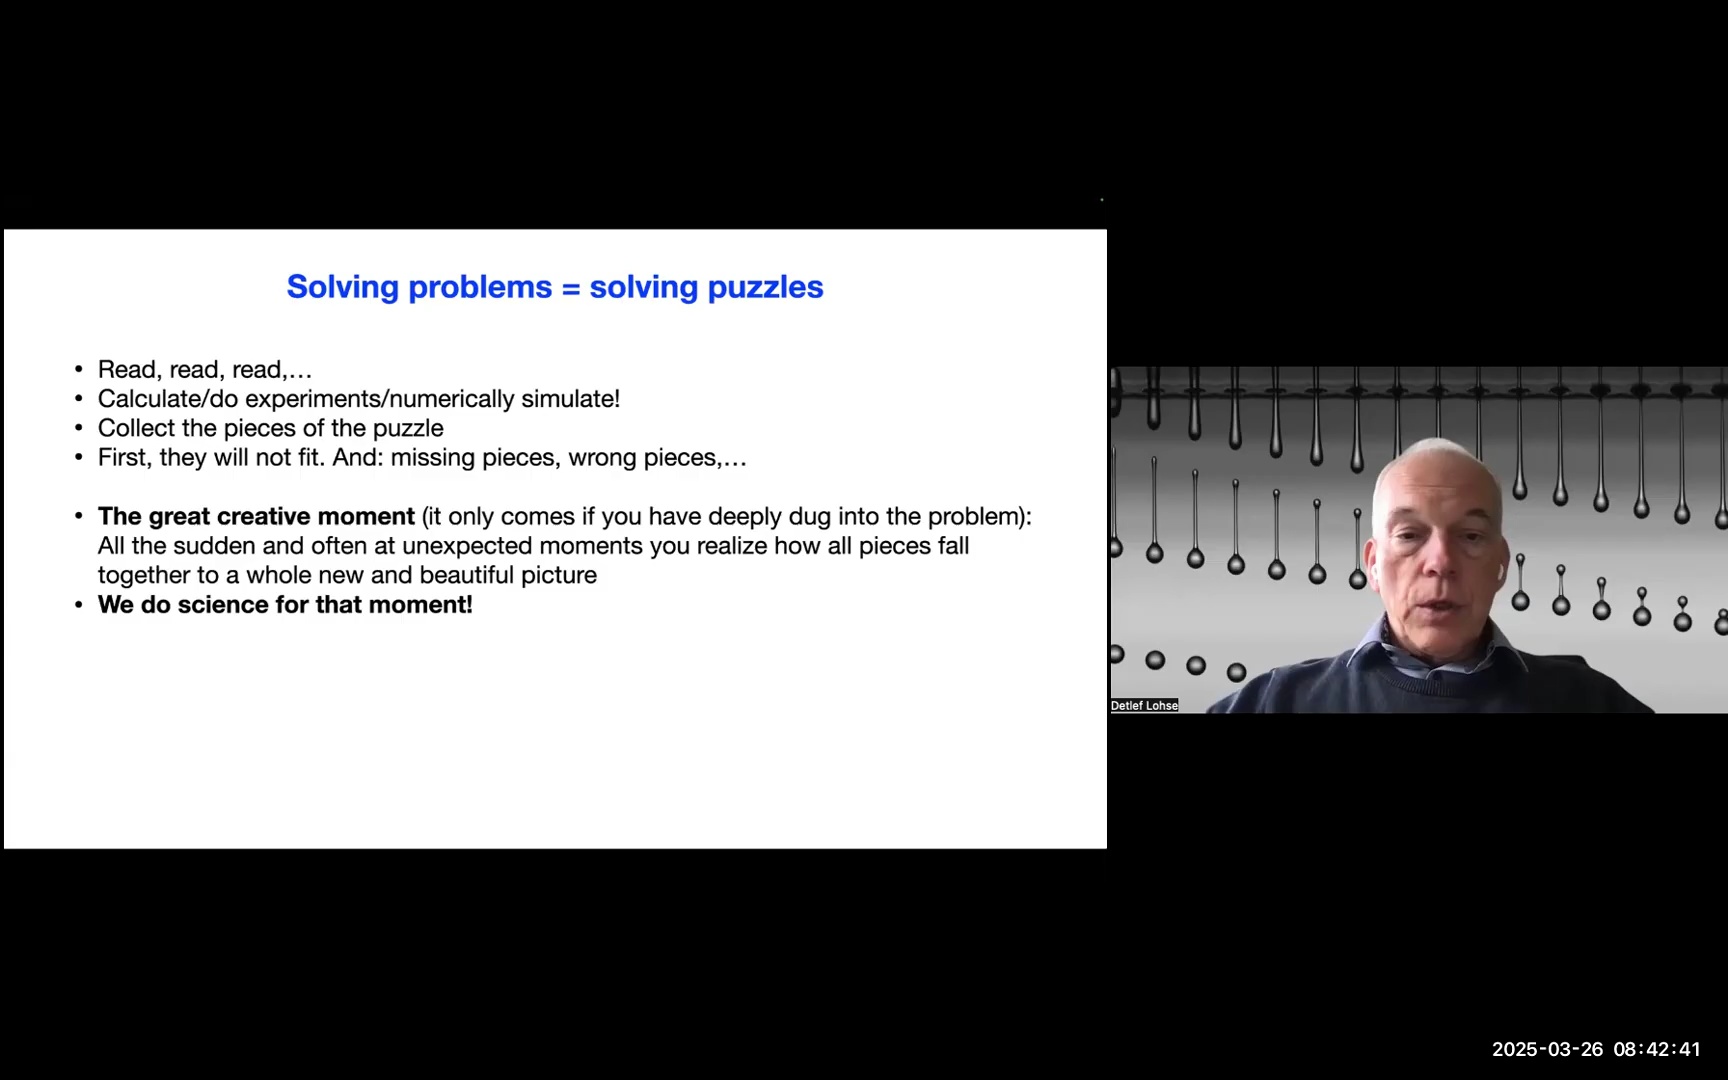 Solving problems = solving puzzles
• Read, read, read,…
• Calculate/do experiments/numerically simulate!
• Collect the pieces of the puzzle
• First, they will not fit. And: missing pieces, wrong pieces,…
• The great creative moment (it only comes if you have deeply dug into the problem):
All the sudden and often at unexpected moments you realize how all pieces fall
together to a whole new and beautiful picture
• We do science for that moment!
Detlef Lohse
2025-03-26 08:42:41